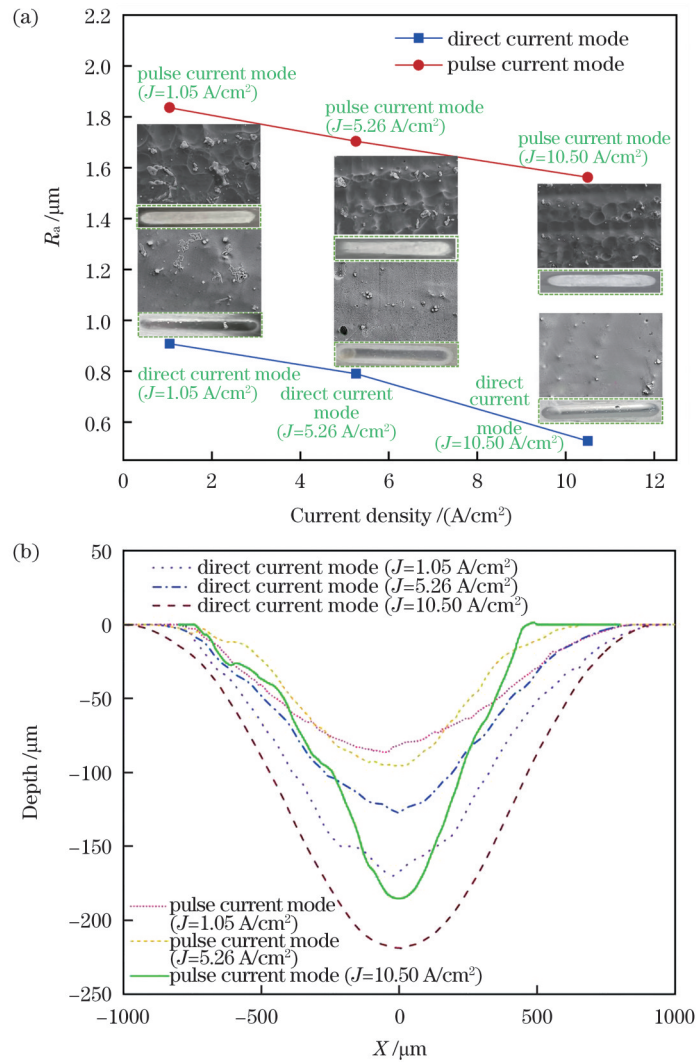 (a)
2.2
2.0
1.8
1.6
1.4
1.2
1.0
0.8
0.6
Rₐ/μm
direct current mode
pulse current mode
pulse current mode
(J=1.05 A/cm²)
pulse current mode
(J=5.26 A/cm²)
pulse current mode
(J=10.50 A/cm²)
direct current mode
(J=1.05 A/cm²)
direct current
mode
(J=5.26 A/cm²)
direct
current
mode
(J=10.50 A/cm²)
0 2 4 6 8 10 12
Current density /(A/cm²)
(b)
50
0
−50
−100
−150
−200
−250
Depth /μm
direct current mode (J=1.05 A/cm²)
direct current mode (J=5.26 A/cm²)
direct current mode (J=10.50 A/cm²)
pulse current mode
(J=1.05 A/cm²)
pulse current mode
(J=5.26 A/cm²)
pulse current mode (J=10.50 A/cm²)
−1000 −500 0 500 1000
X /μm